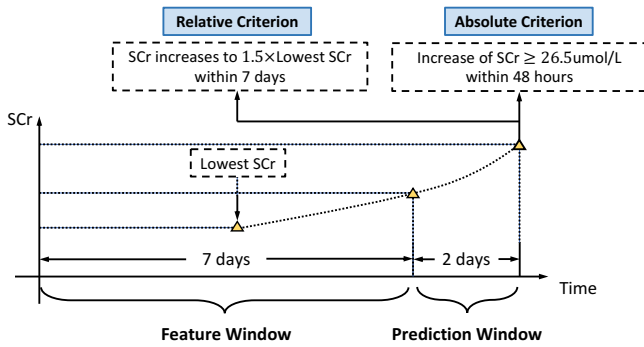 Relative Criterion
Absolute Criterion
SCr increases to 1.5×Lowest SCr
within 7 days
Increase of SCr ≥ 26.5umol/L
within 48 hours
SCr
Lowest SCr
7 days
2 days
Time
Feature Window
Prediction Window